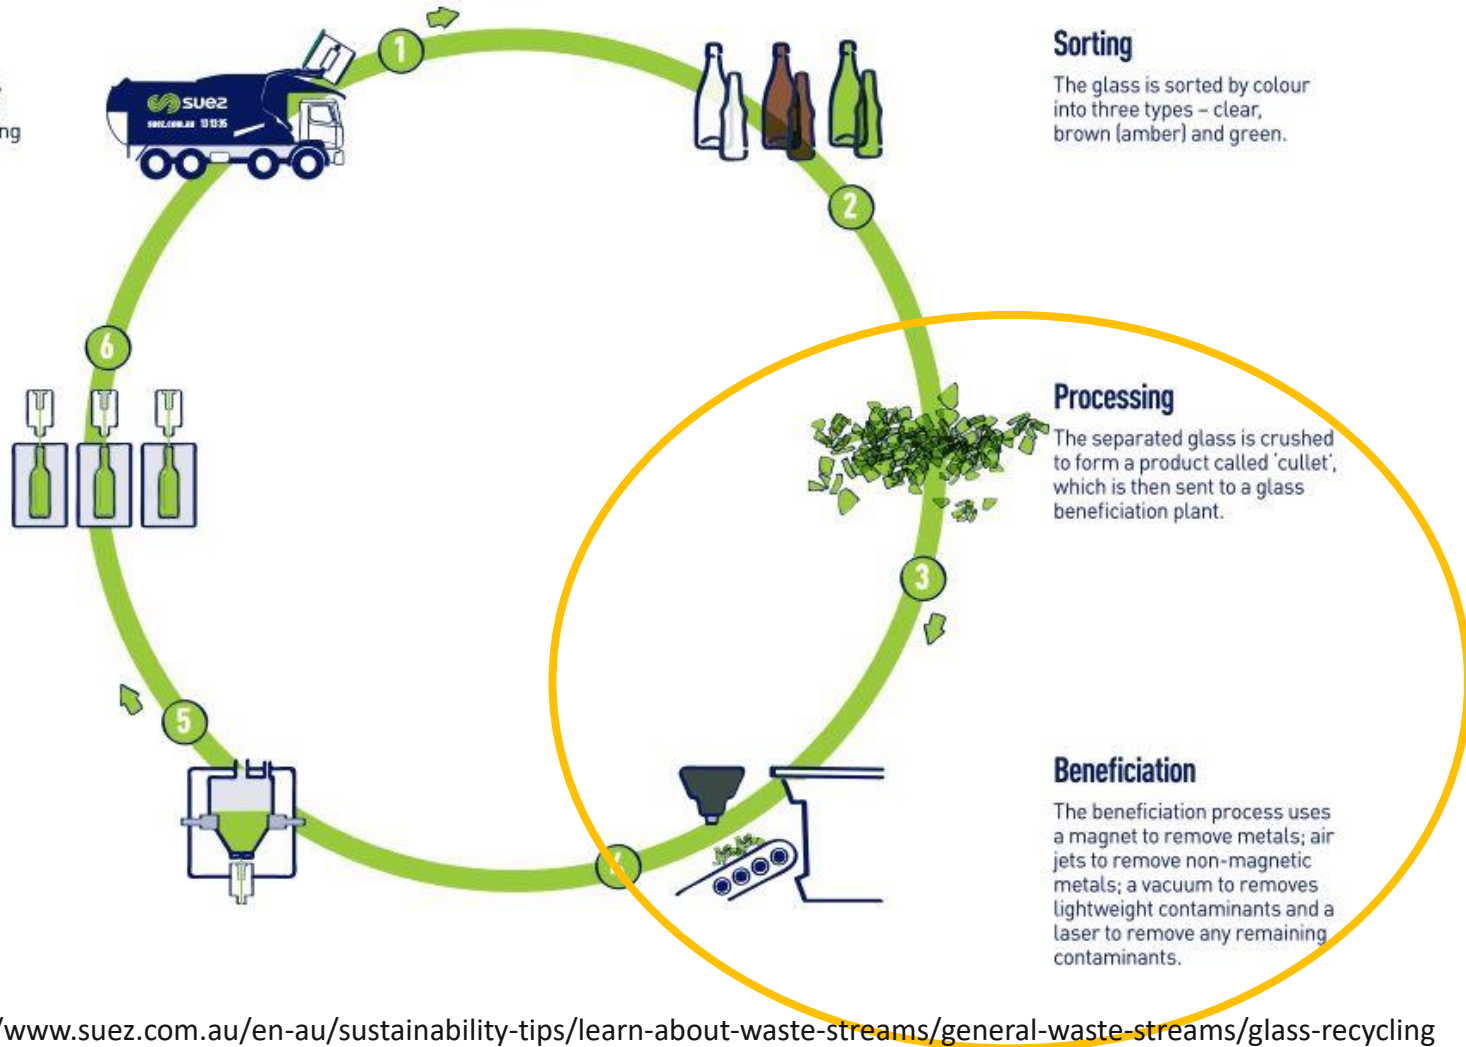 1
suez
suez.com.au 13 13 35
ng
Sorting
The glass is sorted by colour
into three types – clear,
brown (amber) and green.
2
6
Processing
The separated glass is crushed
to form a product called ‘cullet’,
which is then sent to a glass
beneficiation plant.
3
5
4
Beneficiation
The beneficiation process uses
a magnet to remove metals; air
jets to remove non-magnetic
metals; a vacuum to removes
lightweight contaminants and a
laser to remove any remaining
contaminants.
/www.suez.com.au/en-au/sustainability-tips/learn-about-waste-streams/general-waste-streams/glass-recycling